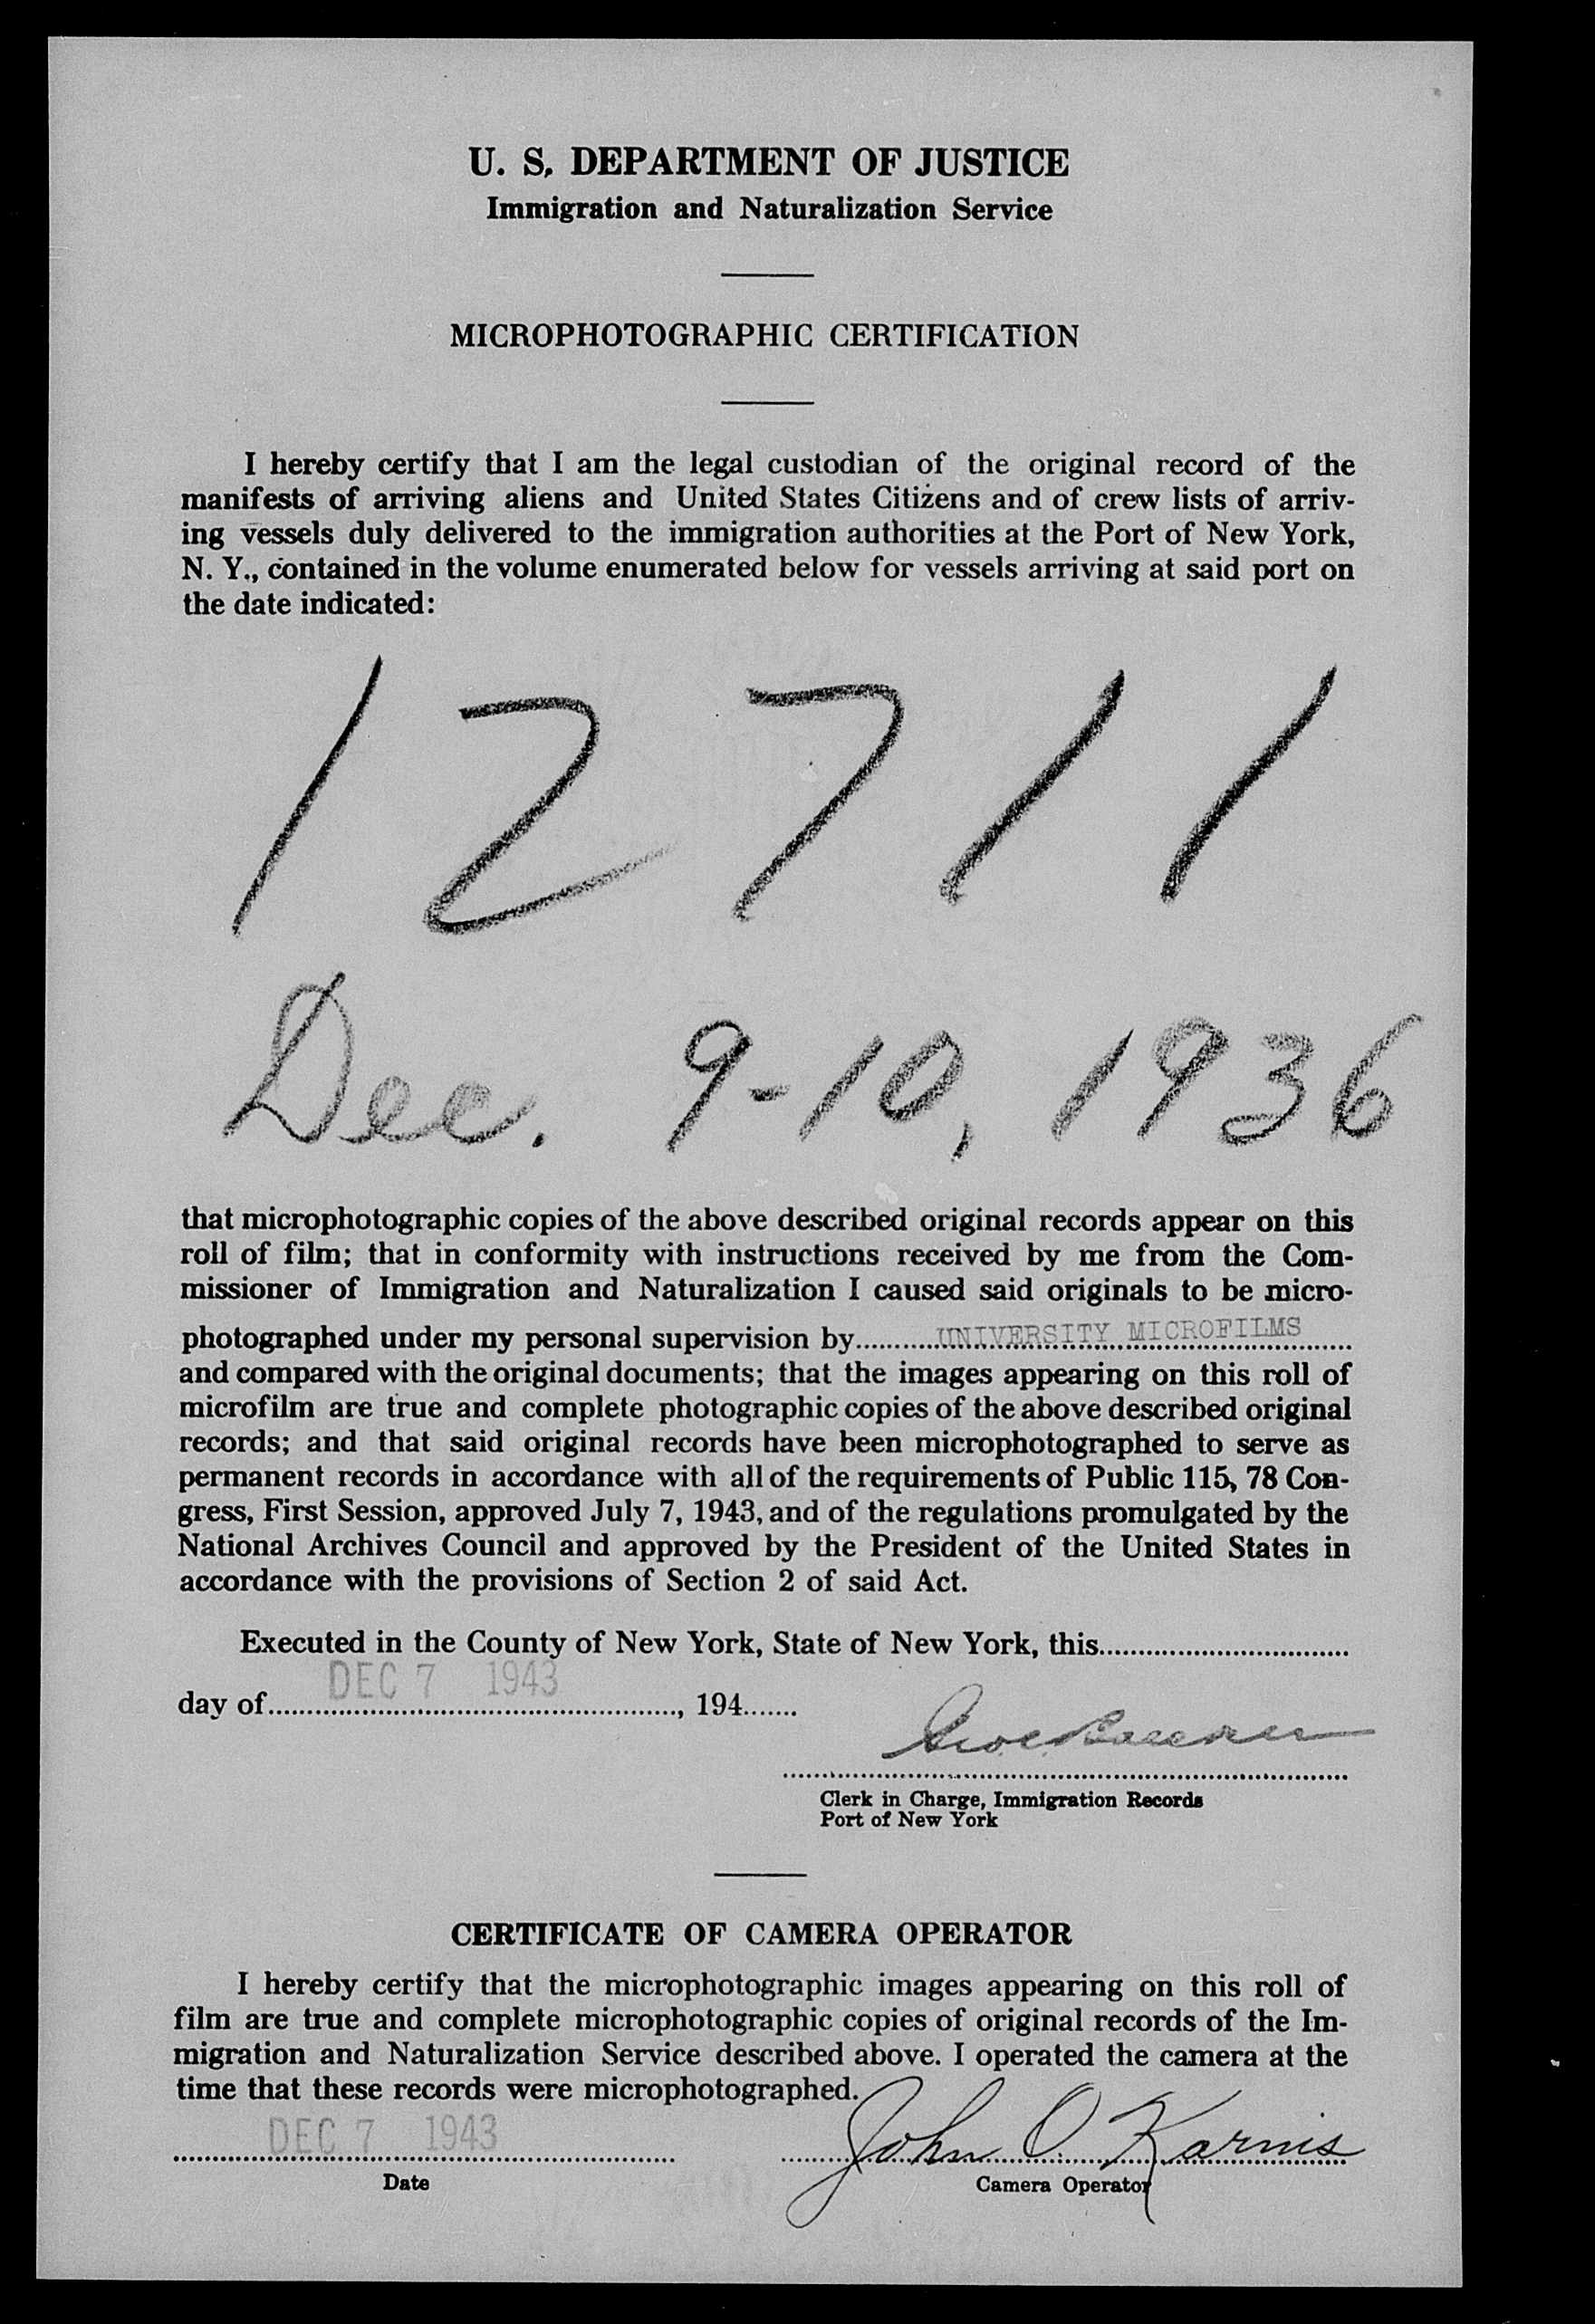 U. S. DEPARTMENT OF JUSTICE
Immigration and Naturalization Service
MICROPHOTOGRAPHIC CERTIFICATION
I hereby certify that I am the legal custodian of the original record of the
manifests of arriving aliens and United States Citizens and of crew lists of arriv-
ing vessels duly delivered to the immigration authorities at the Port of New York,
N. Y., contained in the volume enumerated below for vessels arriving at said port on
the date indicated:
12711
Dec. 9-10, 1936
that microphotographic copies of the above described original records appear on this
roll of film; that in conformity with instructions received by me from the Com-
missioner of Immigration and Naturalization I caused said originals to be micro-
photographed under my personal supervision by UNIVERSITY MICROFILMS
and compared with the original documents; that the images appearing on this roll of
microfilm are true and complete photographic copies of the above described original
records; and that said original records have been microphotographed to serve as
permanent records in accordance with all of the requirements of Public 115, 78 Con-
gress, First Session, approved July 7, 1943, and of the regulations promulgated by the
National Archives Council and approved by the President of the United States in
accordance with the provisions of Section 2 of said Act.
Executed in the County of New York, State of New York, this
day of DEC 7 1943, 194
Clerk in Charge, Immigration Records
Port of New York
CERTIFICATE OF CAMERA OPERATOR
I hereby certify that the microphotographic images appearing on this roll of
film are true and complete microphotographic copies of original records of the Im-
migration and Naturalization Service described above. I operated the camera at the
time that these records were microphotographed.
DEC 7 1943 John O. Karnis
Date Camera Operator